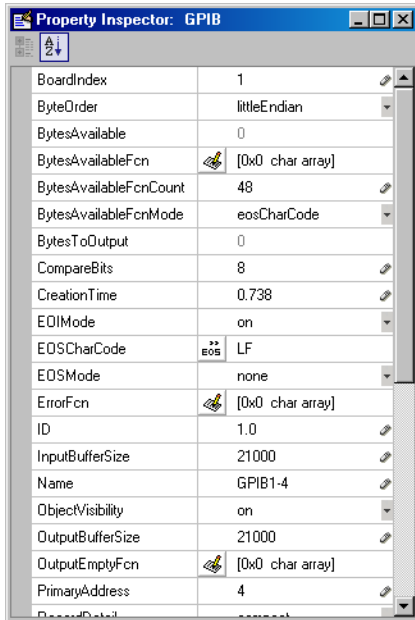 Property Inspector: GPIB
A Z
BoardIndex 1
ByteOrder littleEndian
BytesAvailable 0
BytesAvailableFcn [0x0 char array]
BytesAvailableFcnCount 48
BytesAvailableFcnMode eosCharCode
BytesToOutput 0
CompareBits 8
CreationTime 0.738
EOIMode on
EOSCharCode EOS LF
EOSMode none
ErrorFcn [0x0 char array]
ID 1.0
InputBufferSize 21000
Name GPIB1-4
ObjectVisibility on
OutputBufferSize 21000
OutputEmptyFcn [0x0 char array]
PrimaryAddress 4
RecordDetail compact